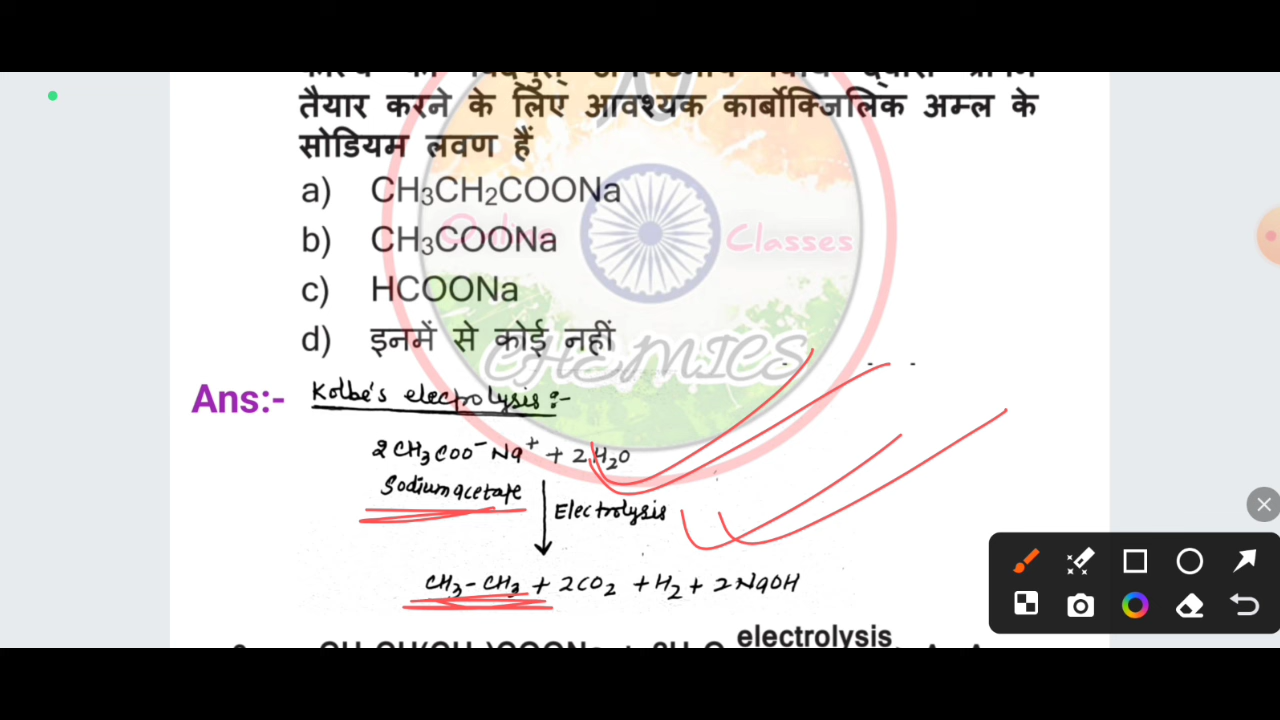 तैयार करने के लिए आवश्यक कार्बोक्जिलिक अम्ल के
सोडियम लवण हैं
a) CH₃CH₂COONa
b) CH₃COONa
c) HCOONa
d) इनमें से कोई नहीं
Online Classes
CHEMICS
Ans:- Kolbe's electrolysis:-
2CH₃COO⁻Na⁺ + 2H₂O
Sodium acetate
Electrolysis
CH₃-CH₃ + 2CO₂ + H₂ + 2NaOH
electrolysis